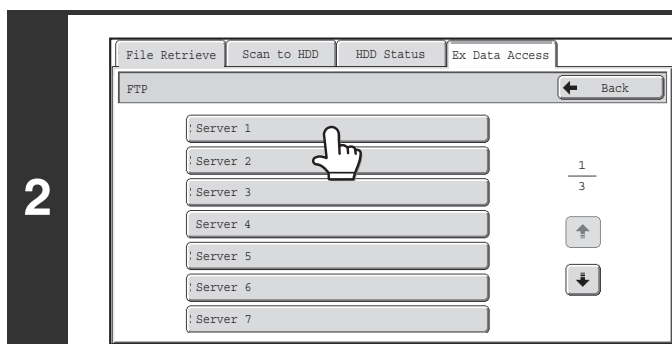 File Retrieve Scan to HDD HDD Status Ex Data Access
FTP Back
Server 1
Server 2
1
3
Server 3
2
Server 4
Server 5
Server 6
Server 7